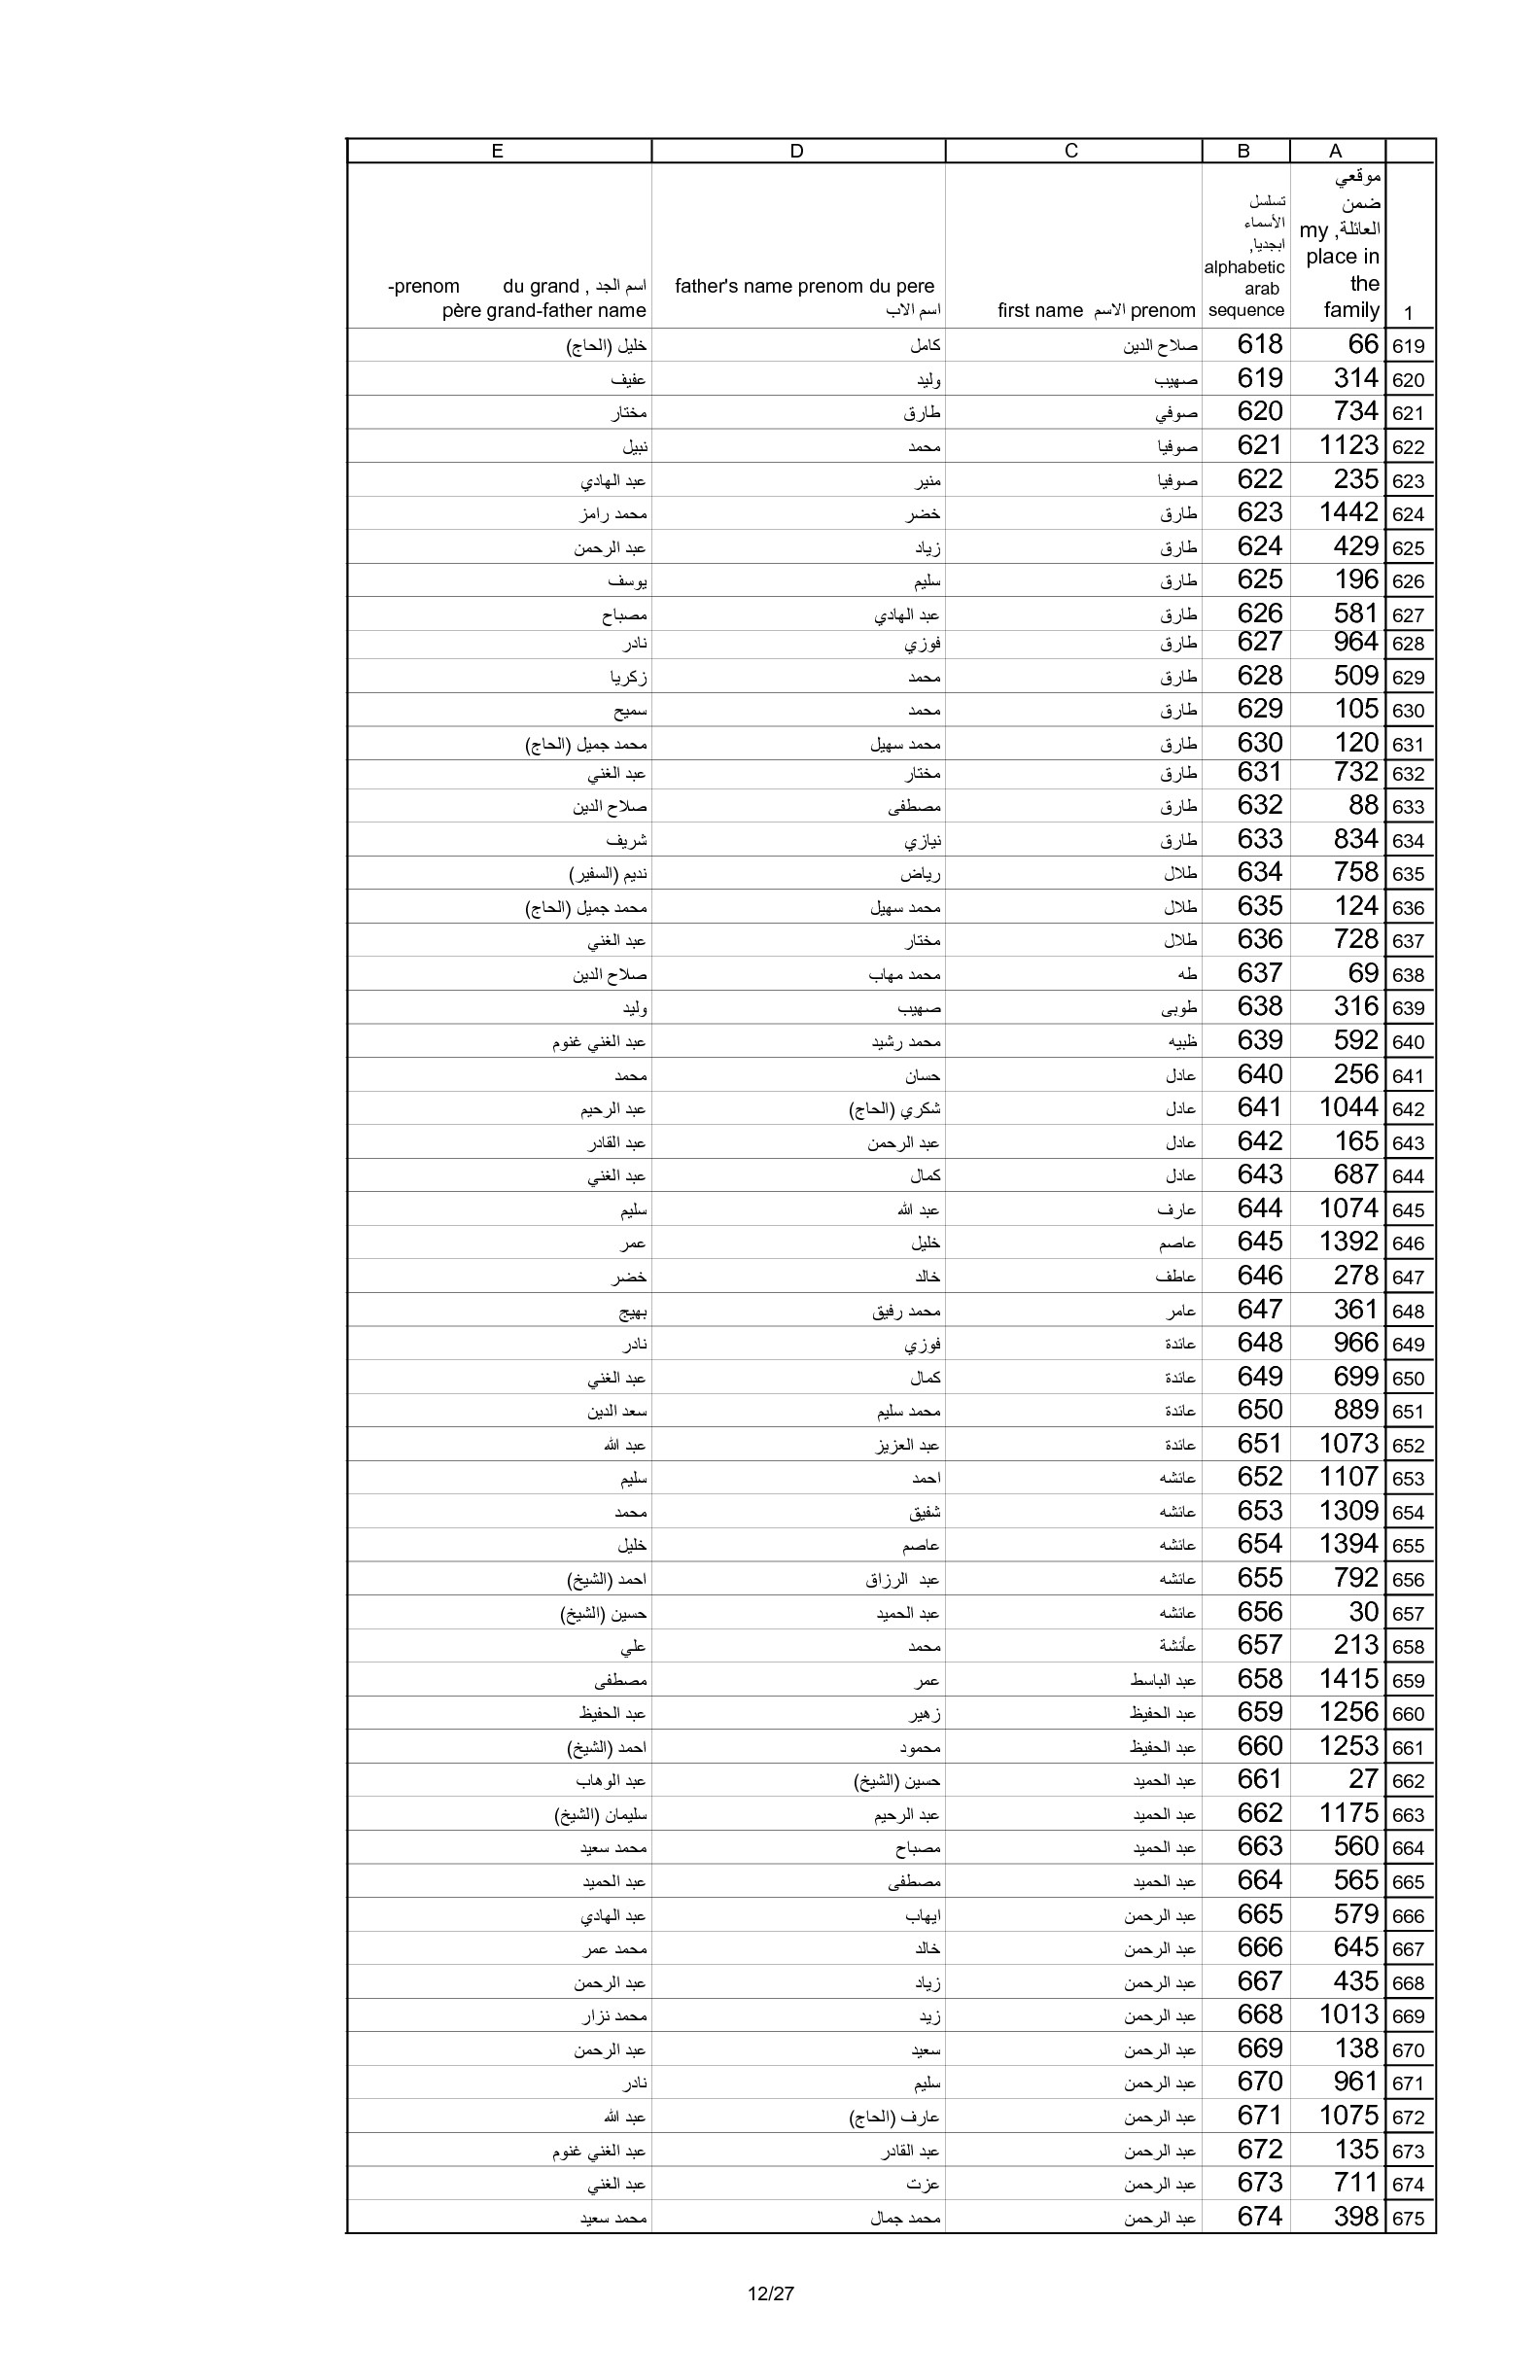 A B C D E
1 موقعي ضمن العائلة, my place in the family تسلسل الأسماء ابجديا, alphabetic arab sequence first name الاسم prenom father's name prenom du pere اسم الاب اسم الجد , du grand -prenom père grand-father name
619 66 618 صلاح الدين كامل خليل (الحاج)
620 314 619 صهيب وليد عفيف
621 734 620 صوفي طارق مختار
622 1123 621 صوفيا محمد نبيل
623 235 622 صوفيا منير عبد الهادي
624 1442 623 طارق خضر محمد رامز
625 429 624 طارق زياد عبد الرحمن
626 196 625 طارق سليم يوسف
627 581 626 طارق عبد الهادي مصباح
628 964 627 طارق فوزي نادر
629 509 628 طارق محمد زكريا
630 105 629 طارق محمد سميح
631 120 630 طارق محمد سهيل محمد جميل (الحاج)
632 732 631 طارق مختار عبد الغني
633 88 632 طارق مصطفى صلاح الدين
634 834 633 طارق نيازي شريف
635 758 634 طلال رياض نديم (السفير)
636 124 635 طلال محمد سهيل محمد جميل (الحاج)
637 728 636 طلال مختار عبد الغني
638 69 637 طه محمد مهاب صلاح الدين
639 316 638 طوبى صهيب وليد
640 592 639 ظبيه محمد رشيد عبد الغني غنوم
641 256 640 عادل حسان محمد
642 1044 641 عادل شكري (الحاج) عبد الرحيم
643 165 642 عادل عبد الرحمن عبد القادر
644 687 643 عادل كمال عبد الغني
645 1074 644 عارف عبد الله سليم
646 1392 645 عاصم خليل عمر
647 278 646 عاطف خالد خضر
648 361 647 عامر محمد رفيق بهيج
649 966 648 عائدة فوزي نادر
650 699 649 عائدة كمال عبد الغني
651 889 650 عائدة محمد سليم سعد الدين
652 1073 651 عائدة عبد العزيز عبد الله
653 1107 652 عائشه احمد سليم
654 1309 653 عائشه شفيق محمد
655 1394 654 عائشه عاصم خليل
656 792 655 عائشه عبد الرزاق احمد (الشيخ)
657 30 656 عائشه عبد الحميد حسين (الشيخ)
658 213 657 عأئشة محمد علي
659 1415 658 عبد الباسط عمر مصطفى
660 1256 659 عبد الحفيظ زهير عبد الحفيظ
661 1253 660 عبد الحفيظ محمود احمد (الشيخ)
662 27 661 عبد الحميد حسين (الشيخ) عبد الوهاب
663 1175 662 عبد الحميد عبد الرحيم سليمان (الشيخ)
664 560 663 عبد الحميد مصباح محمد سعيد
665 565 664 عبد الحميد مصطفى عبد الحميد
666 579 665 عبد الرحمن ايهاب عبد الهادي
667 645 666 عبد الرحمن خالد محمد عمر
668 435 667 عبد الرحمن زياد عبد الرحمن
669 1013 668 عبد الرحمن زيد محمد نزار
670 138 669 عبد الرحمن سعيد عبد الرحمن
671 961 670 عبد الرحمن سليم نادر
672 1075 671 عبد الرحمن عارف (الحاج) عبد الله
673 135 672 عبد الرحمن عبد القادر عبد الغني غنوم
674 711 673 عبد الرحمن عزت عبد الغني
675 398 674 عبد الرحمن محمد جمال محمد سعيد
12/27